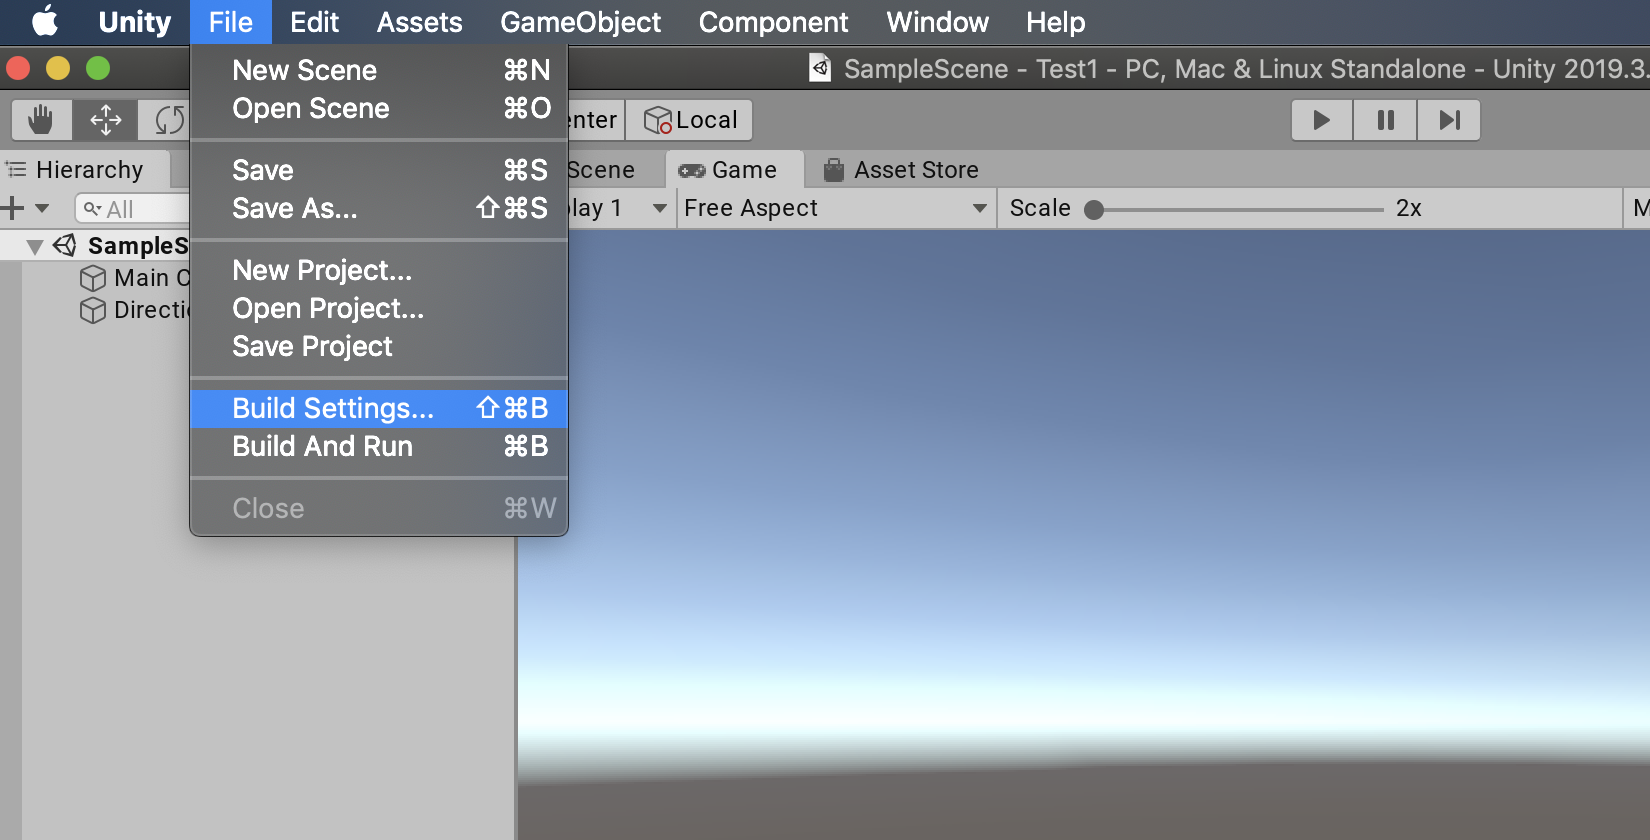 Unity File Edit Assets GameObject Component Window Help
SampleScene - Test1 - PC, Mac & Linux Standalone - Unity 2019.3.
New Scene ⌘N
Open Scene ⌘O
enter Local
Save ⌘S
Save As... ⇧⌘S
Hierarchy
Scene Game Asset Store
All
play 1 Free Aspect Scale 2x M
SampleS
Main C
Directi
New Project...
Open Project...
Save Project
Build Settings... ⇧⌘B
Build And Run ⌘B
Close ⌘W